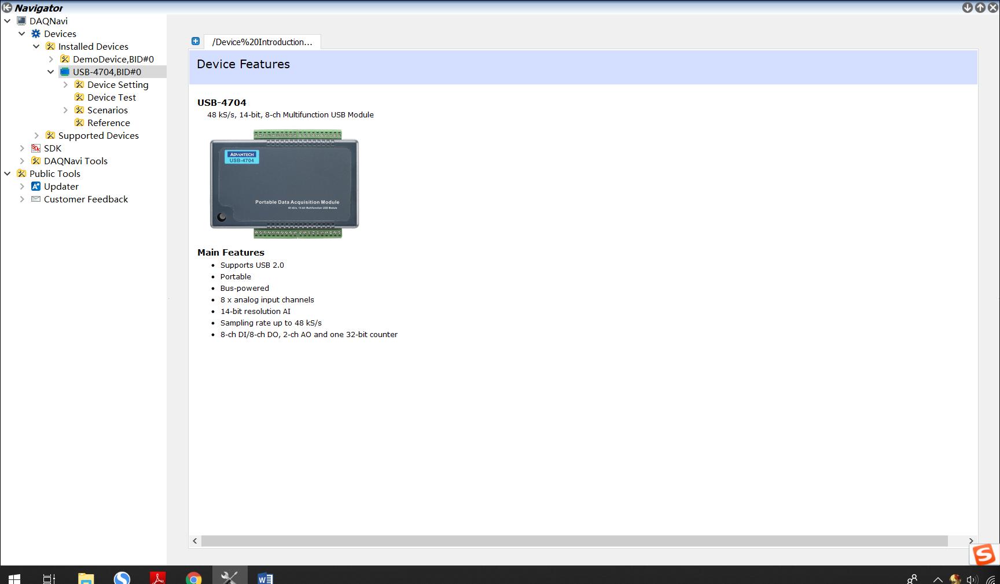 Navigator
DAQNavi
Devices
Installed Devices
DemoDevice,BID#0
USB-4704,BID#0
Device Setting
Device Test
Scenarios
Reference
Supported Devices
SDK
DAQNavi Tools
Public Tools
Updater
Customer Feedback
/Device%20Introduction...
Device Features
USB-4704
48 kS/s, 14-bit, 8-ch Multifunction USB Module
ADVANTECH
USB-4704
Portable Data Acquisition Module
48 kS/s, 14-bit Multifunction USB Module
Main Features
• Supports USB 2.0
• Portable
• Bus-powered
• 8 x analog input channels
• 14-bit resolution AI
• Sampling rate up to 48 kS/s
• 8-ch DI/8-ch DO, 2-ch AO and one 32-bit counter